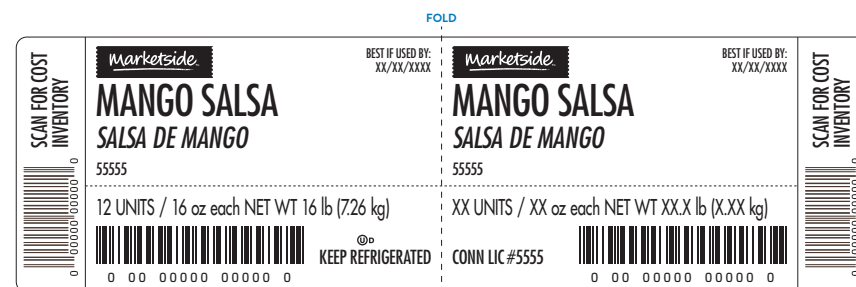 FOLD
SCAN FOR COST
INVENTORY
0 00000 00000 0
marketside
BEST IF USED BY:
XX/XX/XXXX
MANGO SALSA
SALSA DE MANGO
55555
12 UNITS / 16 oz each NET WT 16 lb (7.26 kg)
0 00 00000 00000 0
U D
KEEP REFRIGERATED
marketside
BEST IF USED BY:
XX/XX/XXXX
MANGO SALSA
SALSA DE MANGO
55555
XX UNITS / XX oz each NET WT XX.X lb (X.XX kg)
CONN LIC #5555
0 00 00000 00000 0
SCAN FOR COST
INVENTORY
0 00000 00000 0